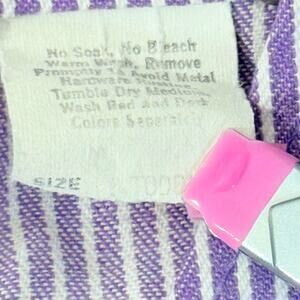 No Soak, No Bleach
Warm Wash, Remove
Promptly To Avoid Metal
Hardware
Tumble Dry Medium,
Wash Red and Dark
Colors Separately
SIZE TODD